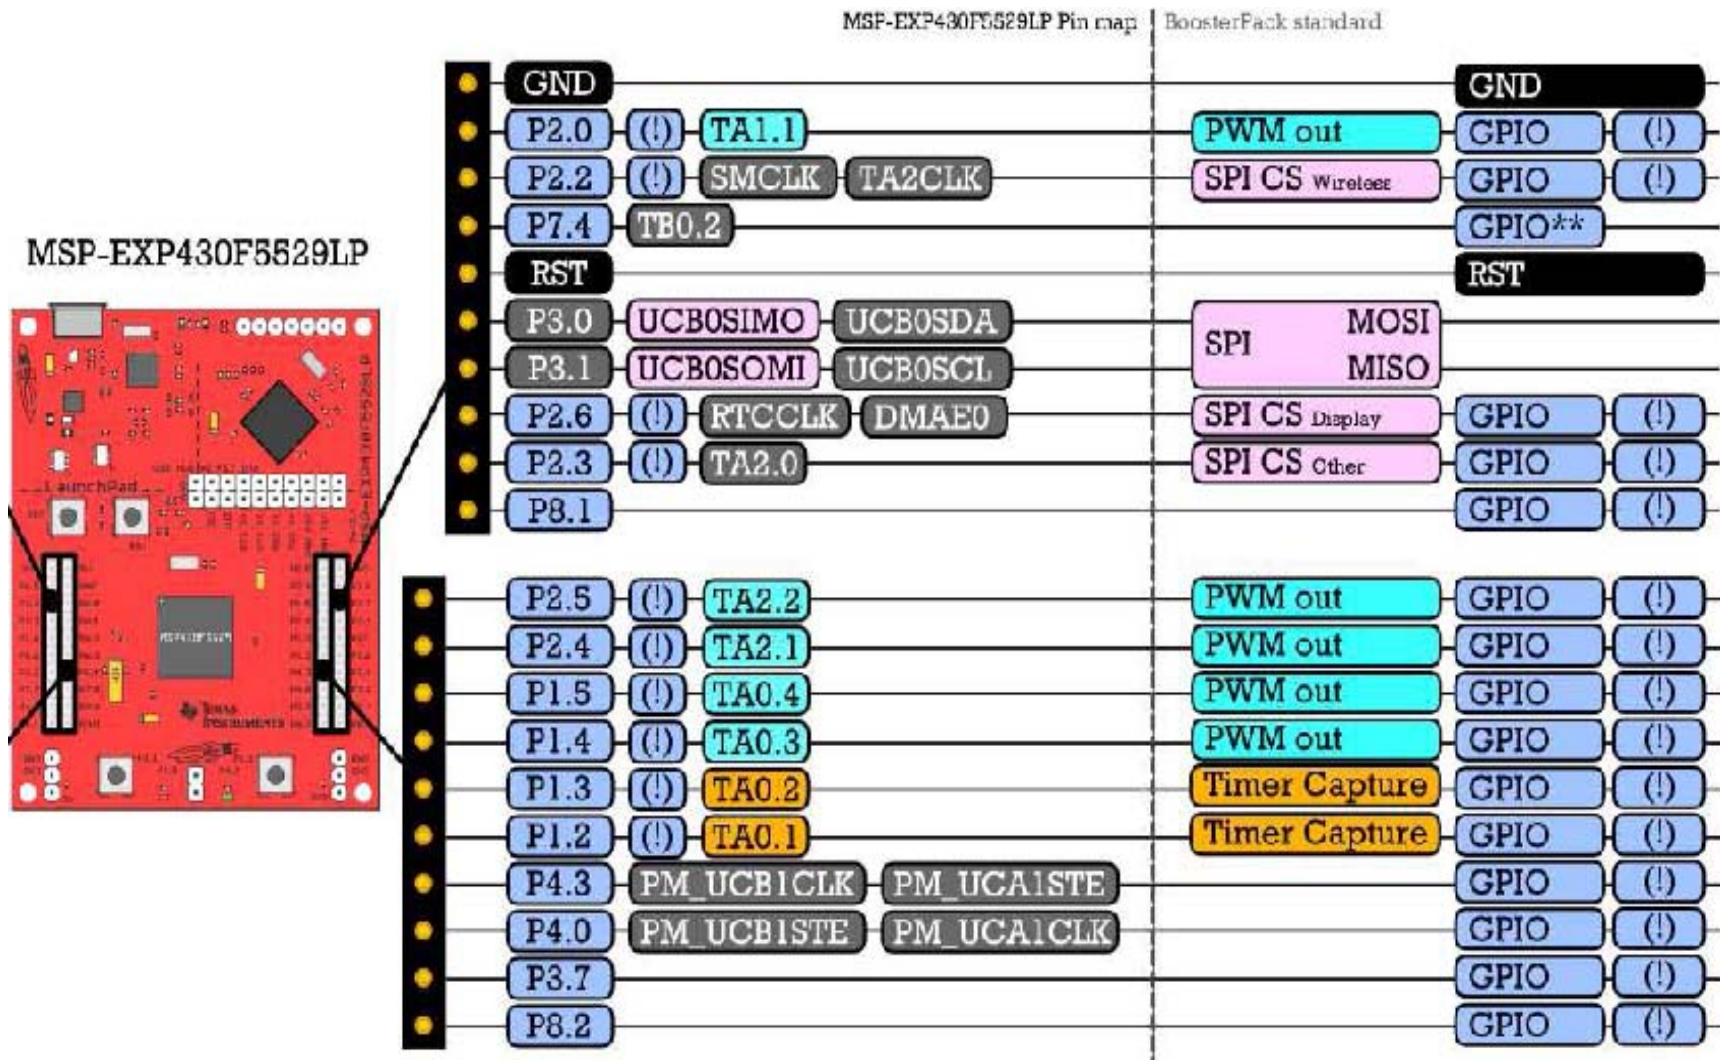 MSP-EXP430F5529LP Pin map BoosterPack standard
GND GND
P2.0 (!) TA1.1 PWM out GPIO (!)
P2.2 (!) SMCLK TA2CLK SPI CS Wireless GPIO (!)
P7.4 TB0.2 GPIO**
RST RST
P3.0 UCB0SIMO UCB0SDA SPI MOSI
P3.1 UCB0SOMI UCB0SCL MISO
P2.6 (!) RTCCLK DMAE0 SPI CS Display GPIO (!)
P2.3 (!) TA2.0 SPI CS Other GPIO (!)
P8.1 GPIO (!)
P2.5 (!) TA2.2 PWM out GPIO (!)
P2.4 (!) TA2.1 PWM out GPIO (!)
P1.5 (!) TA0.4 PWM out GPIO (!)
P1.4 (!) TA0.3 PWM out GPIO (!)
P1.3 (!) TA0.2 Timer Capture GPIO (!)
P1.2 (!) TA0.1 Timer Capture GPIO (!)
P4.3 PM_UCB1CLK PM_UCA1STE GPIO (!)
P4.0 PM_UCB1STE PM_UCA1CLK GPIO (!)
P3.7 GPIO (!)
P8.2 GPIO (!)
MSP-EXP430F5529LP
LaunchPad
Texas
Instruments